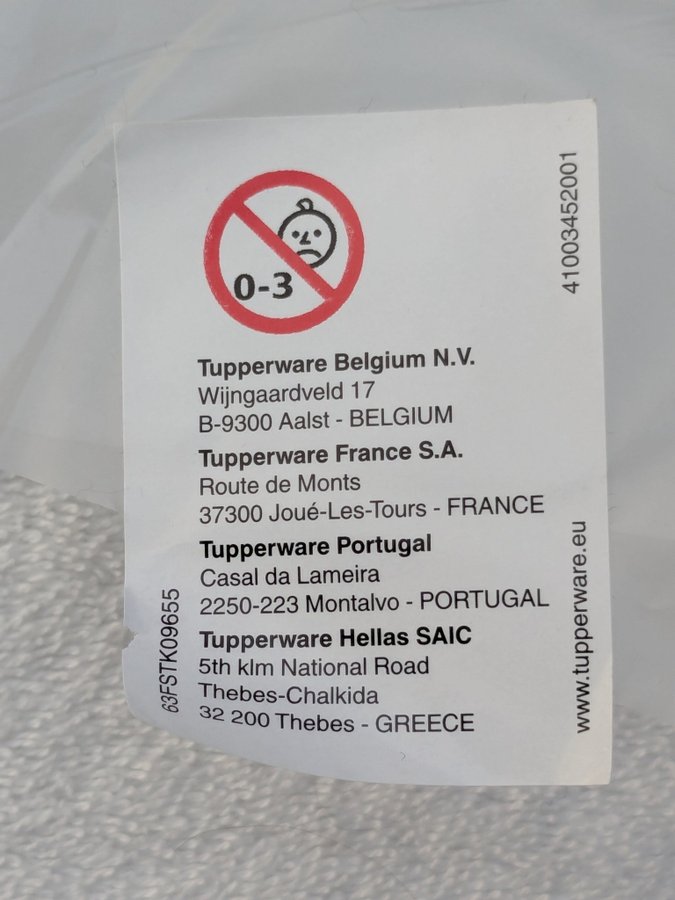 0-3
41003452001
Tupperware Belgium N.V.
Wijngaardveld 17
B-9300 Aalst - BELGIUM
Tupperware France S.A.
Route de Monts
37300 Joué-Les-Tours - FRANCE
Tupperware Portugal
Casal da Lameira
2250-223 Montalvo - PORTUGAL
Tupperware Hellas SAIC
5th klm National Road
Thebes-Chalkida
32 200 Thebes - GREECE
63FSTK09655
www.tupperware.eu